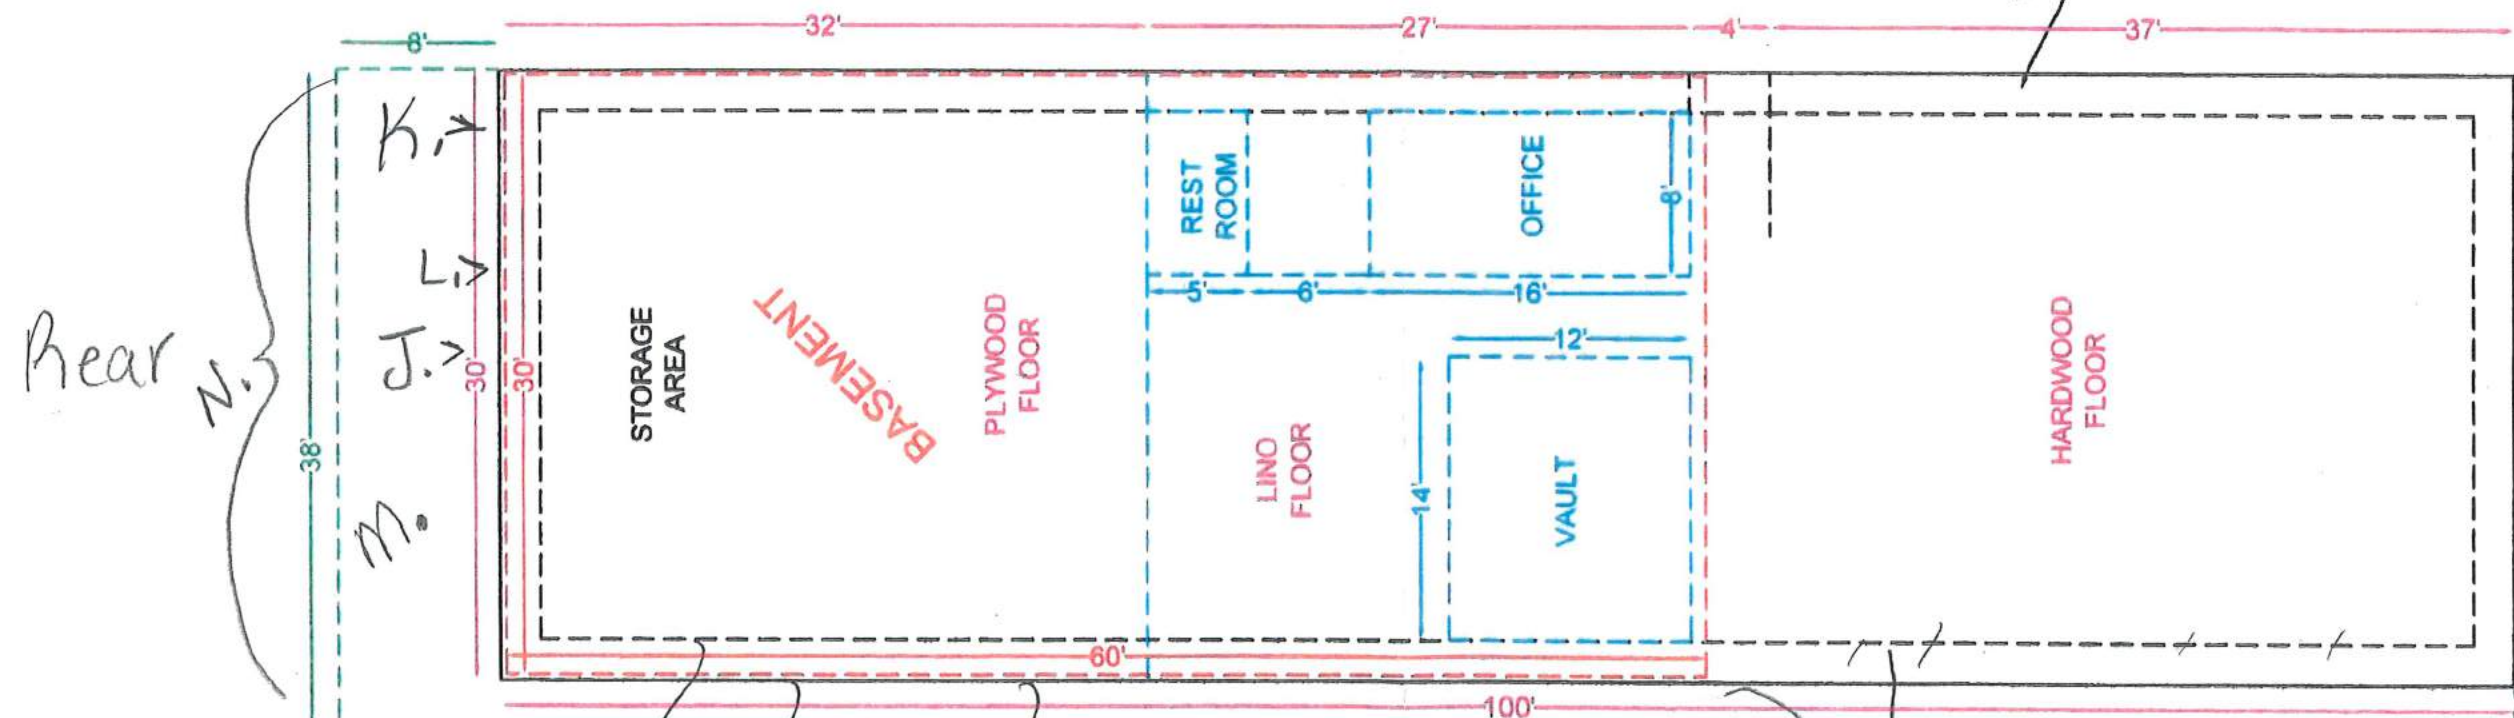 32'
27'
4'
37'
8'
K.
L.
J.
M.
N.
Rear
38'
30'
30'
STORAGE
AREA
BASEMENT
PLYWOOD
FLOOR
REST
ROOM
OFFICE
8'
5'
6'
16'
12'
14'
LINO
FLOOR
VAULT
HARDWOOD
FLOOR
60'
100'